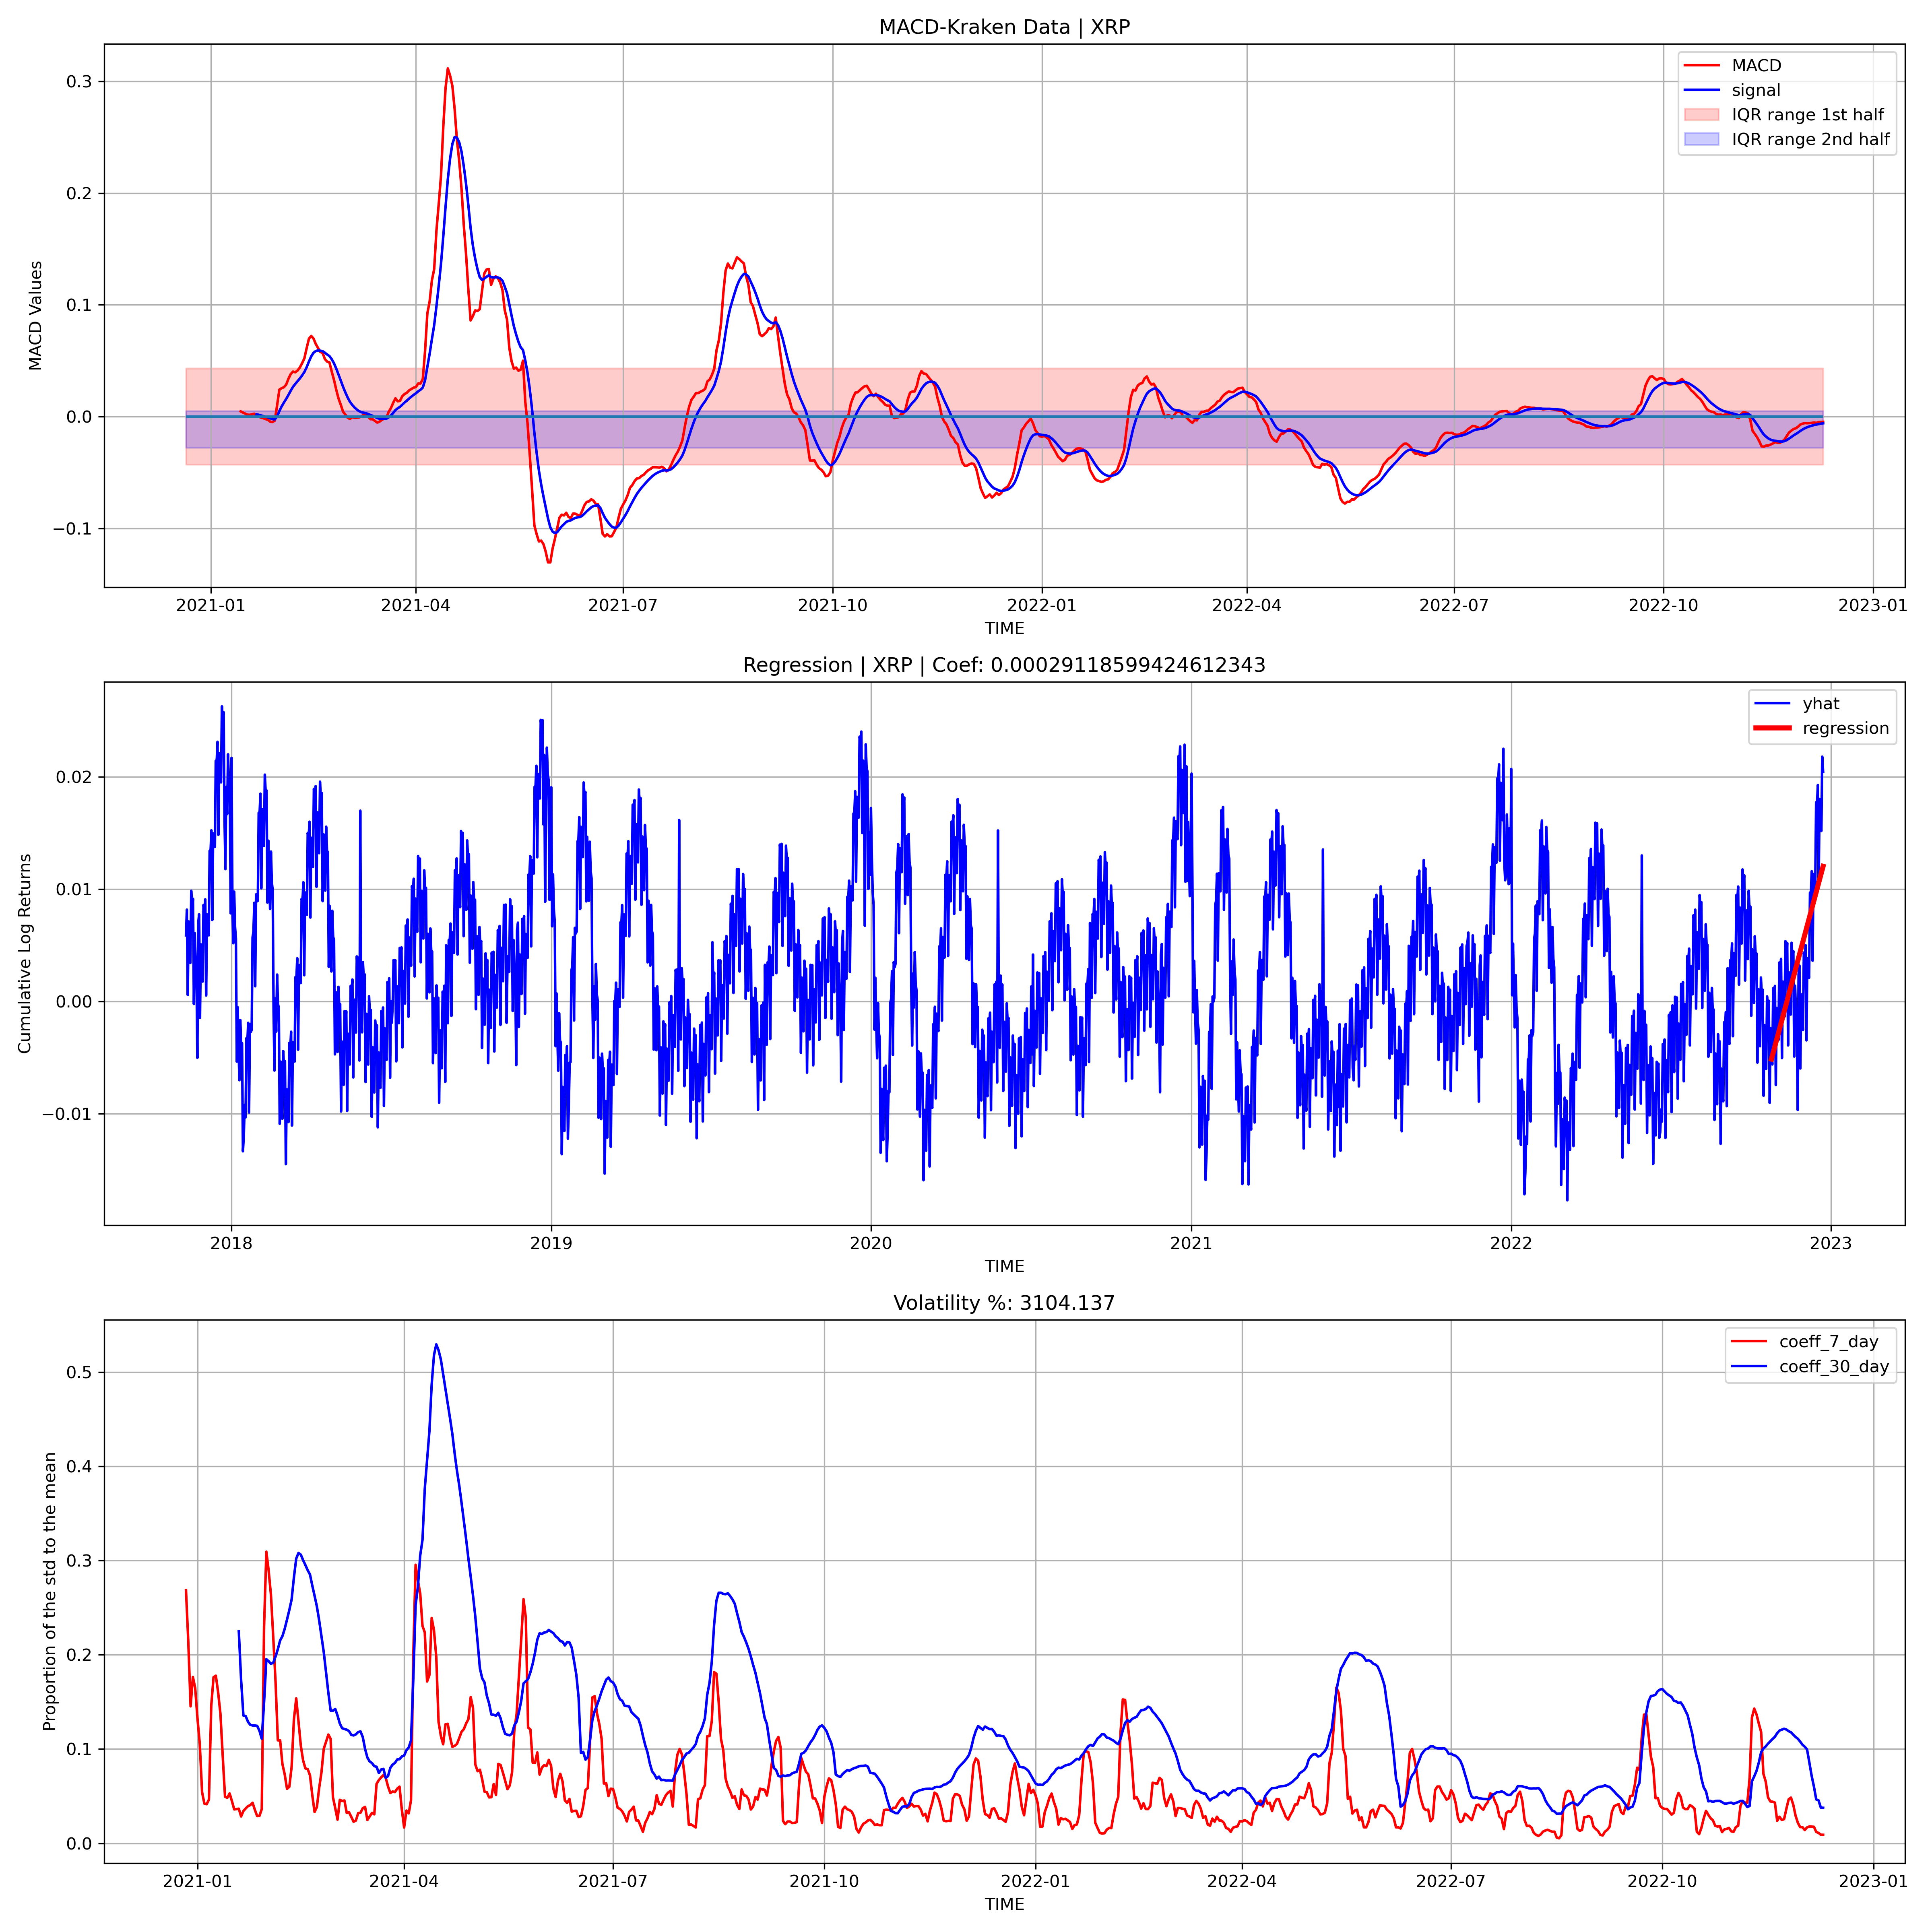 MACD-Kraken Data | XRP
MACD
signal
IQR range 1st half
IQR range 2nd half
MACD Values
0.3
0.2
0.1
0.0
−0.1
2021-01 2021-04 2021-07 2021-10 2022-01 2022-04 2022-07 2022-10 2023-01
TIME
Regression | XRP | Coef: 0.00029118599424612343
yhat
regression
Cumulative Log Returns
0.02
0.01
0.00
−0.01
2018 2019 2020 2021 2022 2023
TIME
Volatility %: 3104.137
coeff_7_day
coeff_30_day
Proportion of the std to the mean
0.5
0.4
0.3
0.2
0.1
0.0
2021-01 2021-04 2021-07 2021-10 2022-01 2022-04 2022-07 2022-10 2023-01
TIME